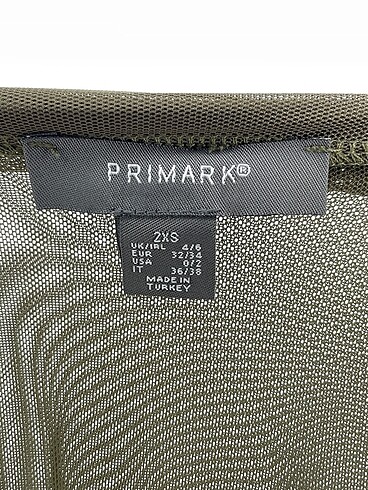 PRIMARK®
2XS
UK/IRL 4/6
EUR 32/34
USA 0/2
IT 36/38
MADE IN
TURKEY